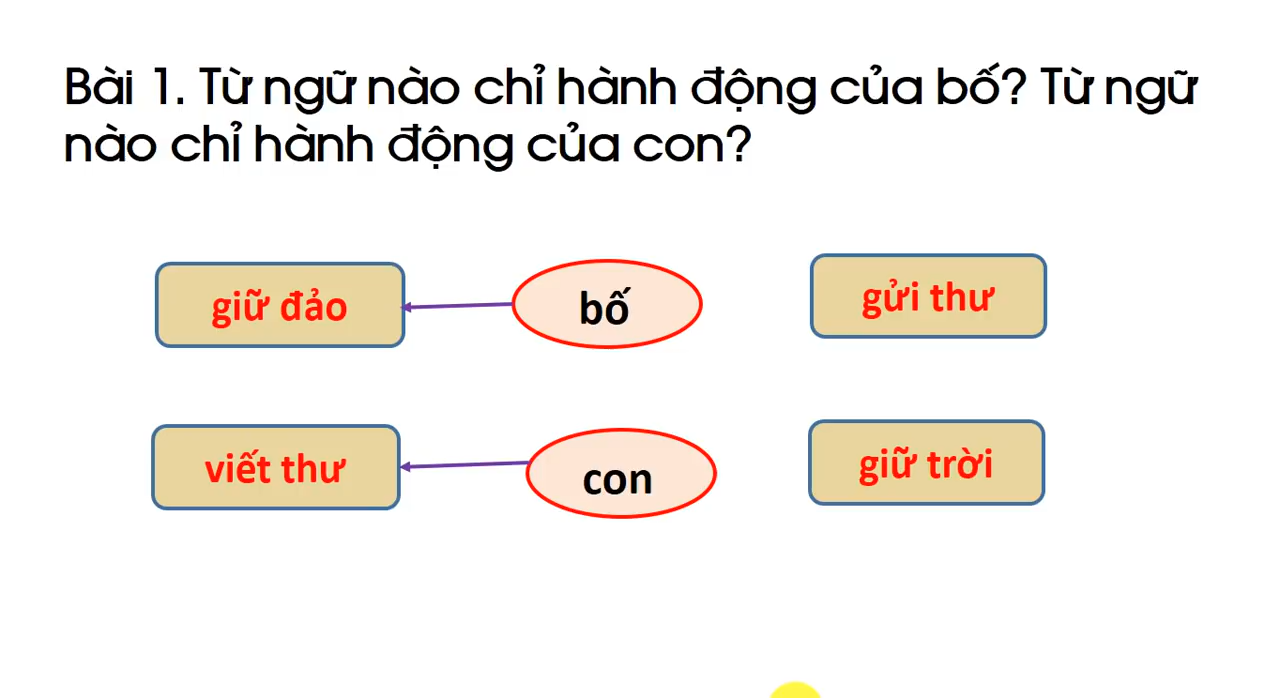 Bài 1. Từ ngữ nào chỉ hành động của bố? Từ ngữ
nào chỉ hành động của con?
giữ đảo
bố
gửi thư
viết thư
con
giữ trời